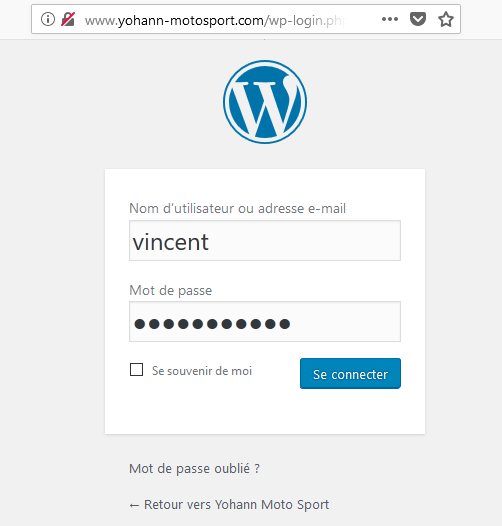 www.yohann-motosport.com/wp-login.ph
Nom d'utilisateur ou adresse e-mail
vincent
Mot de passe
●●●●●●●●●●●
Se souvenir de moi
Se connecter
Mot de passe oublié ?
← Retour vers Yohann Moto Sport